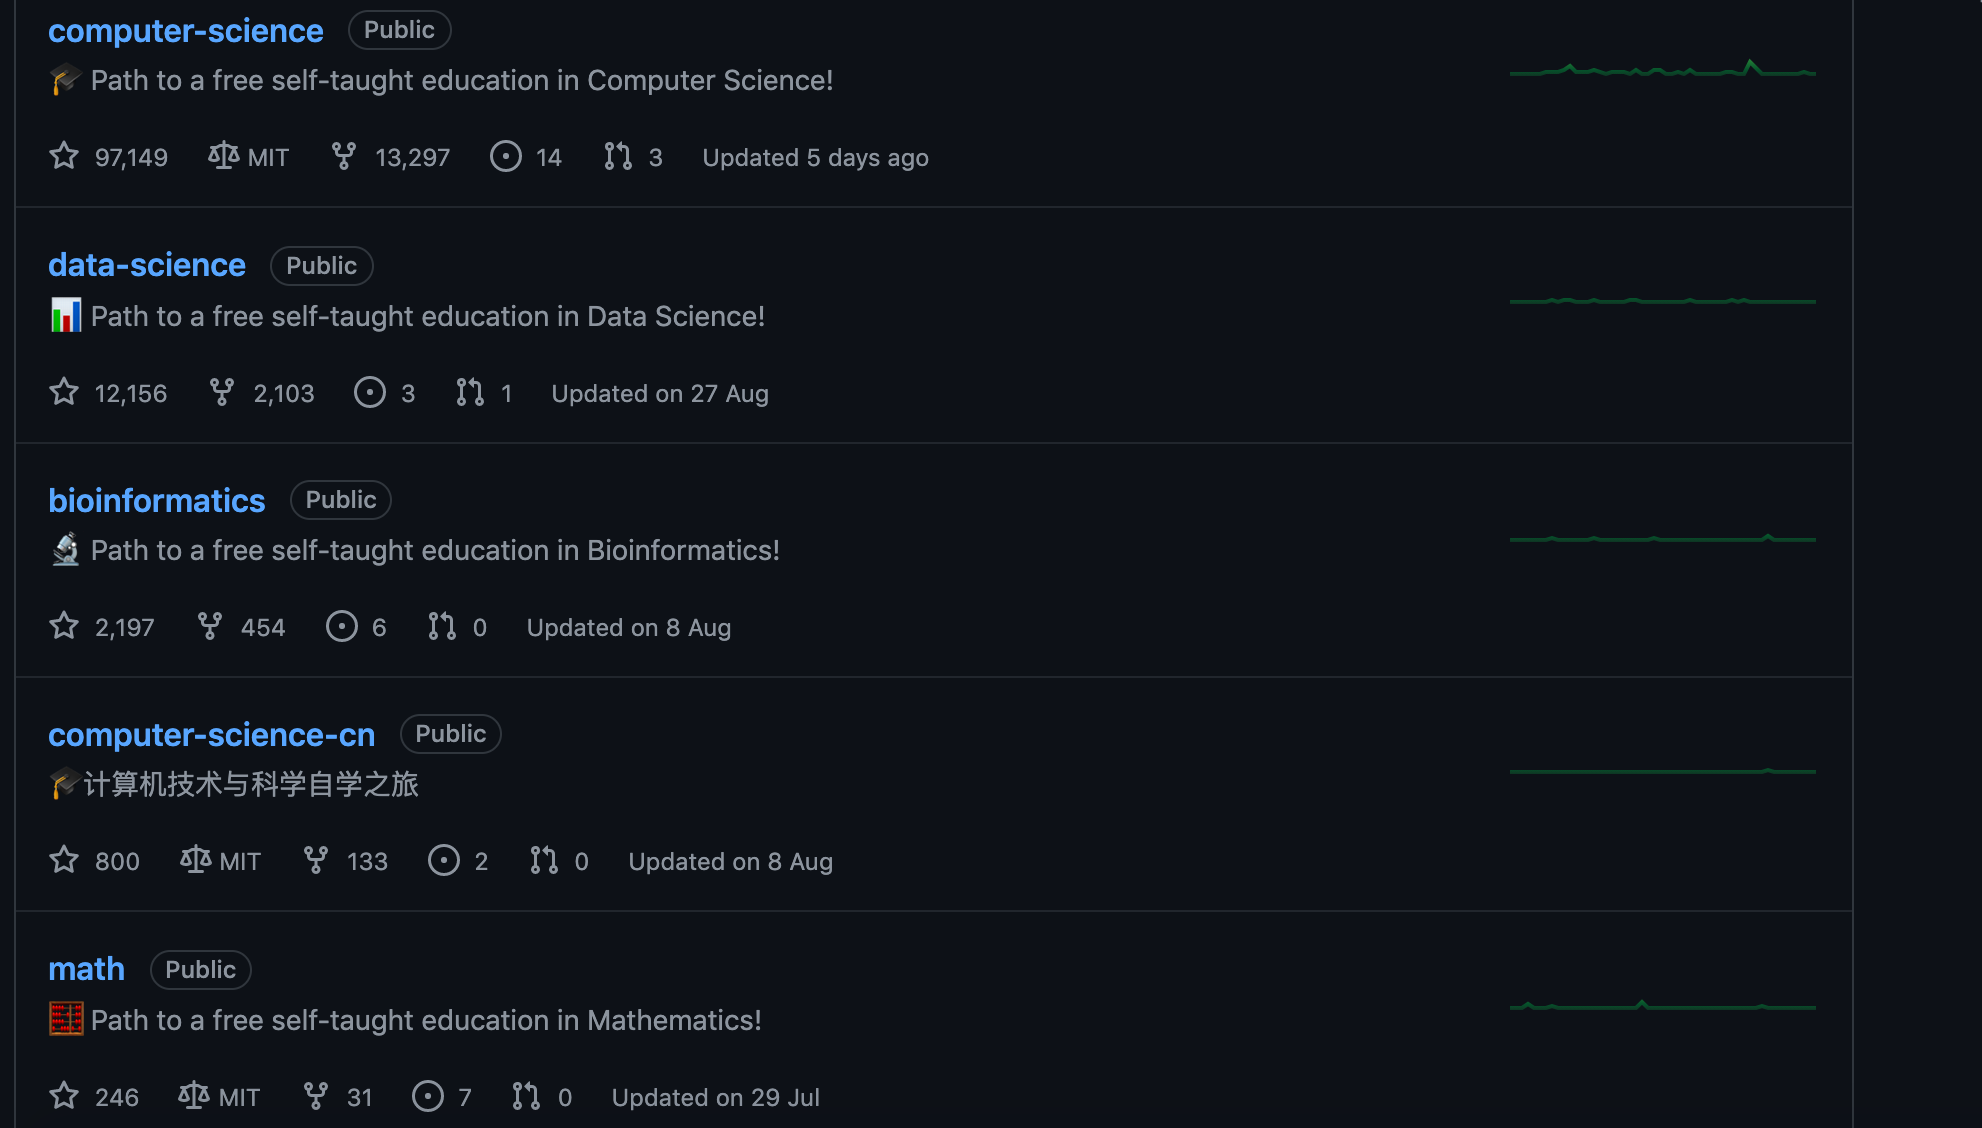 computer-science Public
🎓 Path to a free self-taught education in Computer Science!
97,149 MIT 13,297 14 3 Updated 5 days ago
data-science Public
📊 Path to a free self-taught education in Data Science!
12,156 2,103 3 1 Updated on 27 Aug
bioinformatics Public
🔬 Path to a free self-taught education in Bioinformatics!
2,197 454 6 0 Updated on 8 Aug
computer-science-cn Public
🎓计算机技术与科学自学之旅
800 MIT 133 2 0 Updated on 8 Aug
math Public
🧮 Path to a free self-taught education in Mathematics!
246 MIT 31 7 0 Updated on 29 Jul